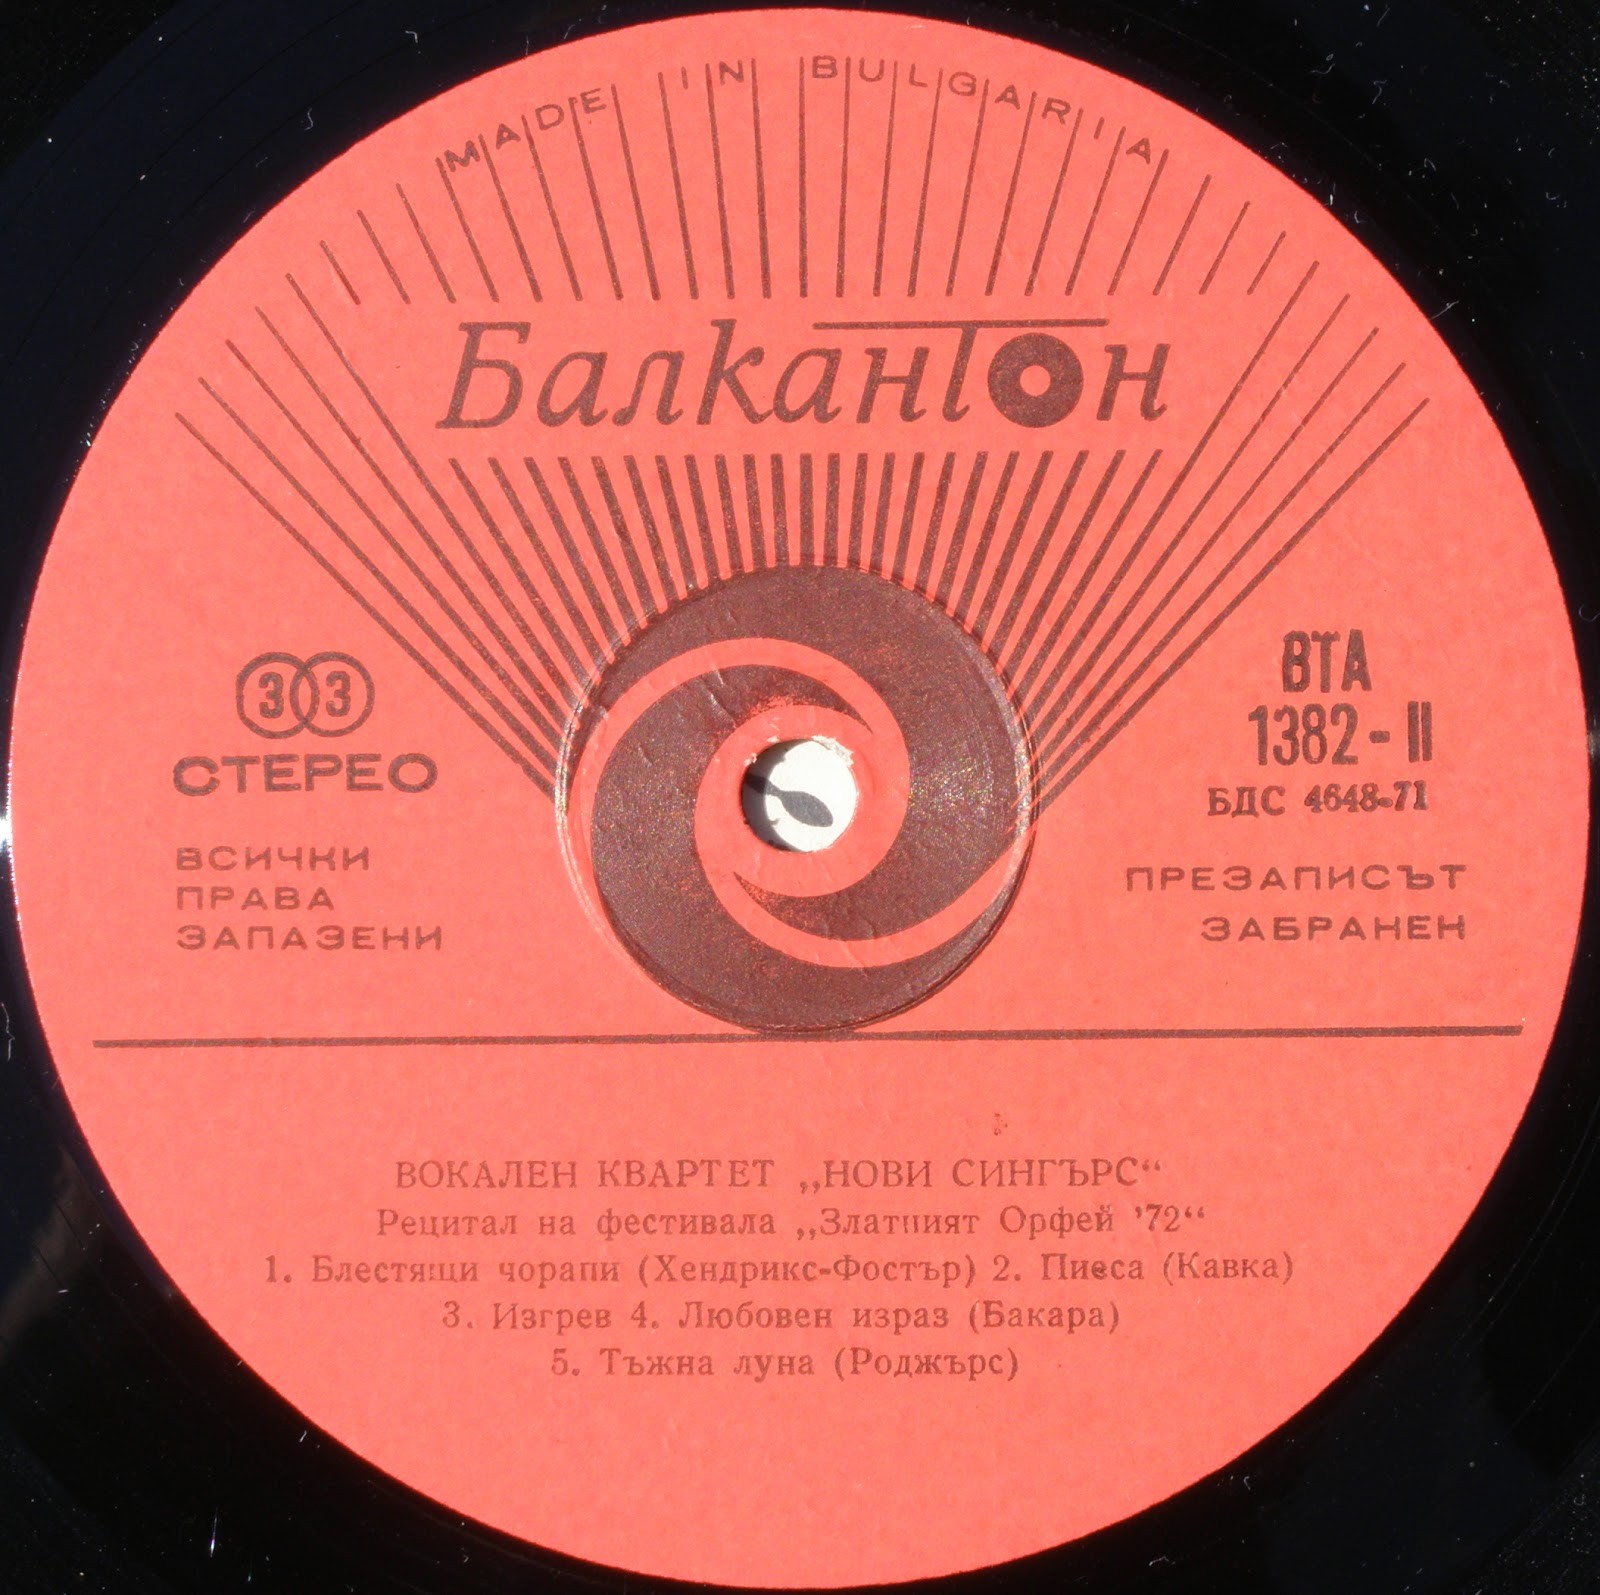 MADE IN BULGARIA
Балкантон
33
СТЕРЕО
ВСИЧКИ
ПРАВА
ЗАПАЗЕНИ
ВТА
1382-II
БДС 4648-71
ПРЕЗАПИСЪТ
ЗАБРАНЕН
ВОКАЛЕН КВАРТЕТ „НОВИ СИНГЪРС“
Рецитал на фестивала „Златният Орфей '72“
1. Блестящи чорапи (Хендрикс-Фостър) 2. Пиеса (Кавка)
3. Изгрев 4. Любовен израз (Бакара)
5. Тъжна луна (Роджърс)